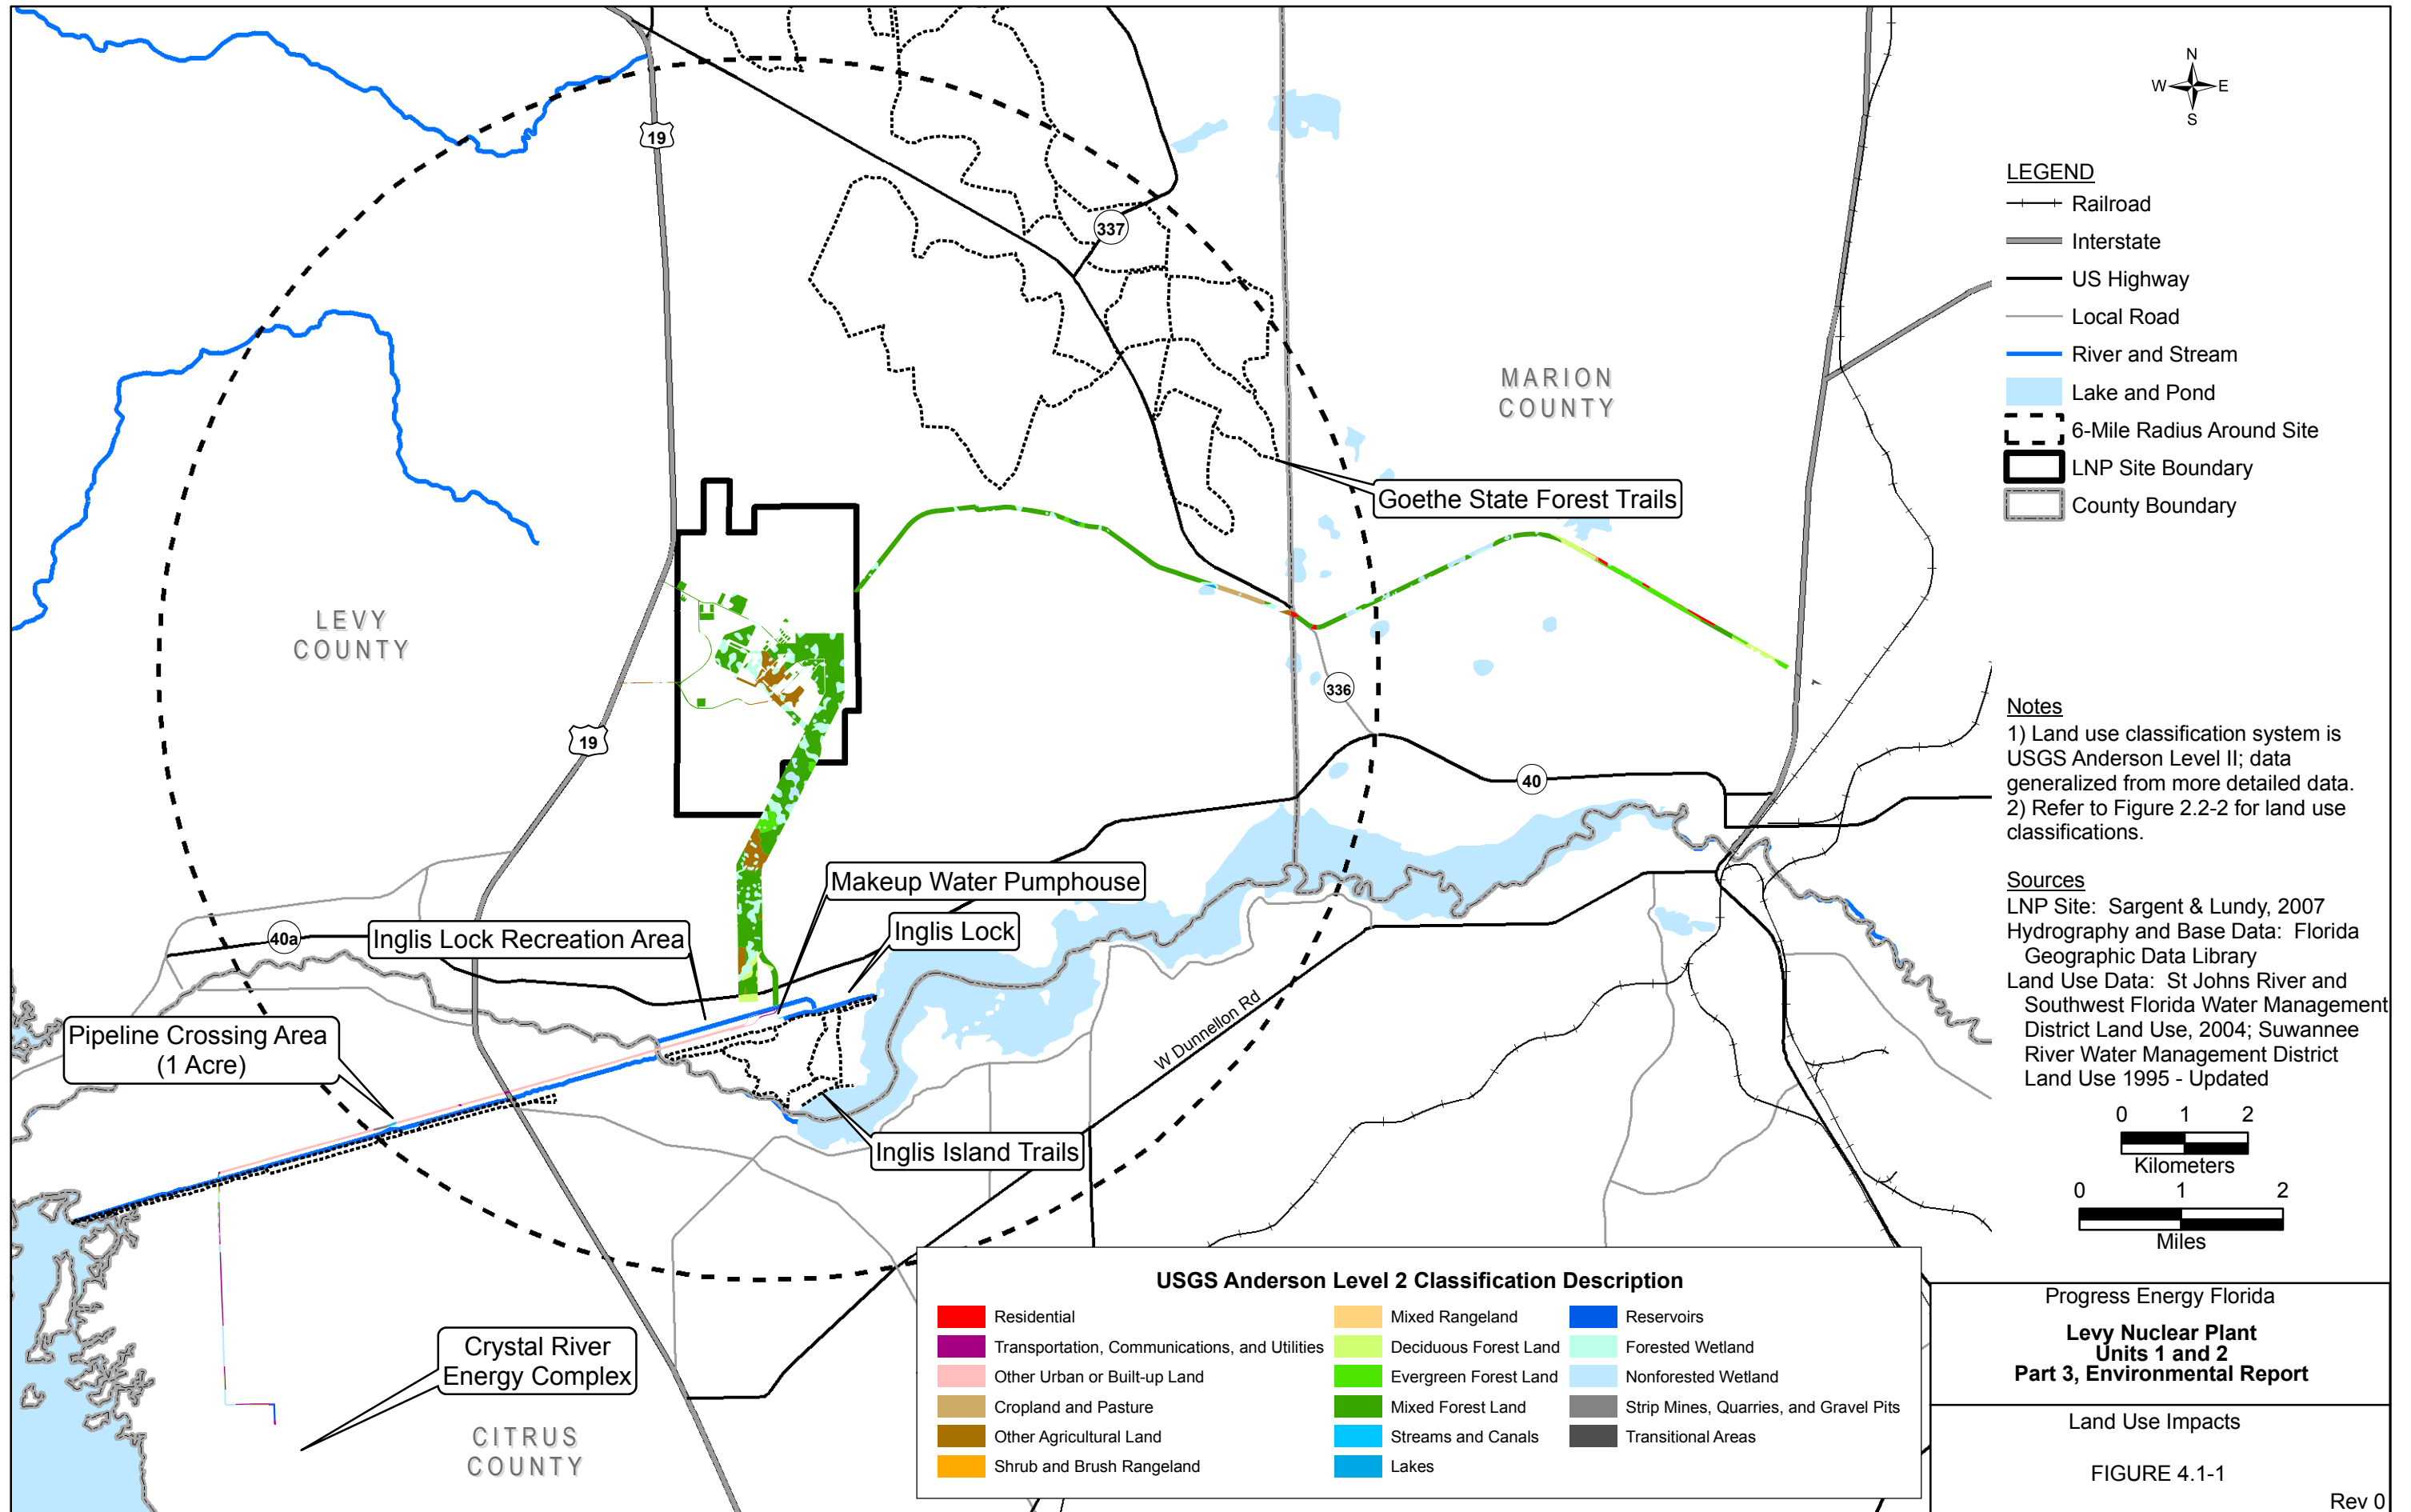 N
W
E
S
19
337
MARION
COUNTY
Goethe State Forest Trails
LEVY
COUNTY
336
19
40
Makeup Water Pumphouse
Inglis Lock
Inglis Lock Recreation Area
40a
Pipeline Crossing Area
(1 Acre)
W Dunnellon Rd
Inglis Island Trails
Crystal River
Energy Complex
CITRUS
COUNTY
LEGEND
Railroad
Interstate
US Highway
Local Road
River and Stream
Lake and Pond
6-Mile Radius Around Site
LNP Site Boundary
County Boundary
Notes
1) Land use classification system is
USGS Anderson Level II; data
generalized from more detailed data.
2) Refer to Figure 2.2-2 for land use
classifications.
Sources
LNP Site: Sargent & Lundy, 2007
Hydrography and Base Data: Florida
Geographic Data Library
Land Use Data: St Johns River and
Southwest Florida Water Management
District Land Use, 2004; Suwannee
River Water Management District
Land Use 1995 - Updated
0 1 2
Kilometers
0 1 2
Miles
USGS Anderson Level 2 Classification Description
Residential
Transportation, Communications, and Utilities
Other Urban or Built-up Land
Cropland and Pasture
Other Agricultural Land
Shrub and Brush Rangeland
Mixed Rangeland
Deciduous Forest Land
Evergreen Forest Land
Mixed Forest Land
Streams and Canals
Lakes
Reservoirs
Forested Wetland
Nonforested Wetland
Strip Mines, Quarries, and Gravel Pits
Transitional Areas
Progress Energy Florida
Levy Nuclear Plant
Units 1 and 2
Part 3, Environmental Report
Land Use Impacts
FIGURE 4.1-1
Rev 0